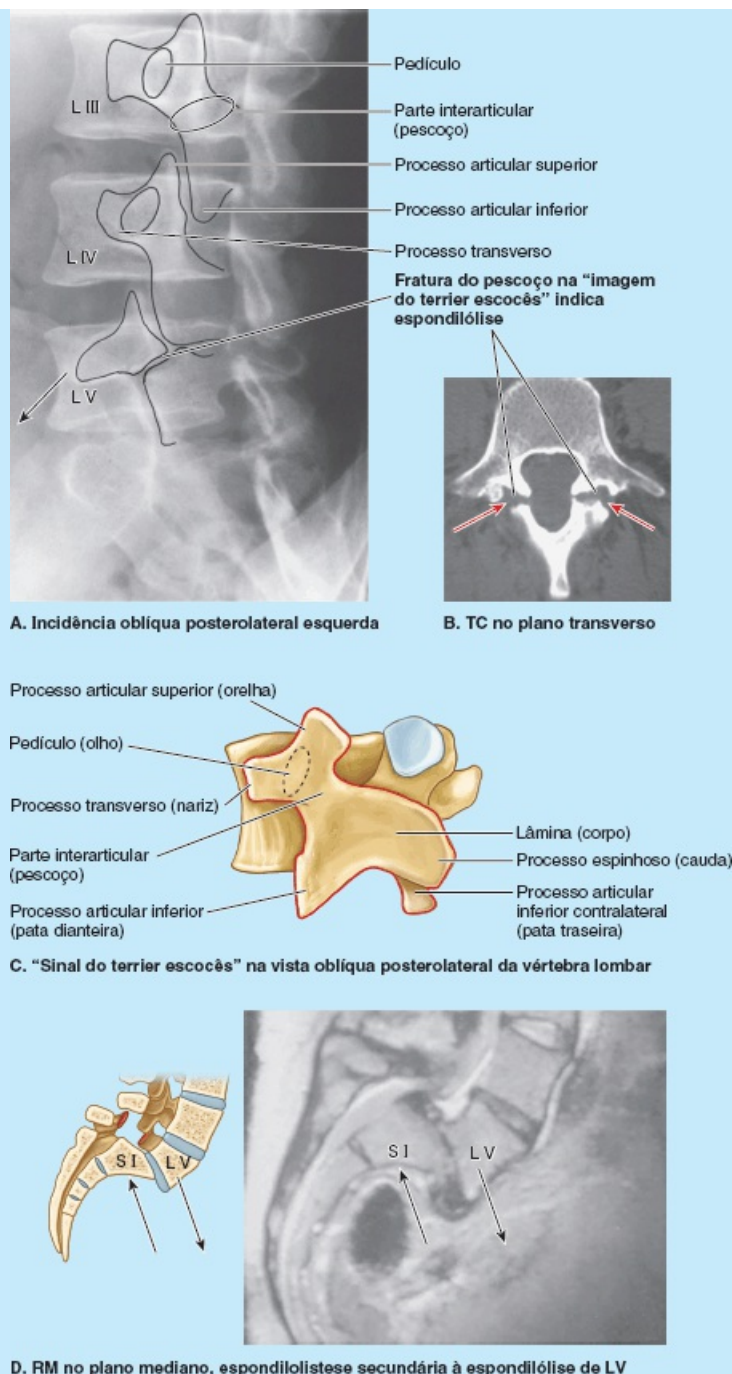 Pedículo
L III
Parte interarticular
(pescoço)
Processo articular superior
Processo articular inferior
Processo transverso
L IV
Fratura do pescoço na “imagem
do terrier escocês” indica
espondilólise
L V
A. Incidência oblíqua posterolateral esquerda
B. TC no plano transverso
Processo articular superior (orelha)
Pedículo (olho)
Processo transverso (nariz)
Parte interarticular
(pescoço)
Processo articular inferior
(pata dianteira)
Lâmina (corpo)
Processo espinhoso (cauda)
Processo articular
inferior contralateral
(pata traseira)
C. “Sinal do terrier escocês” na vista oblíqua posterolateral da vértebra lombar
S I
L V
S I
L V
D. RM no plano mediano, espondilolistese secundária à espondilólise de LV